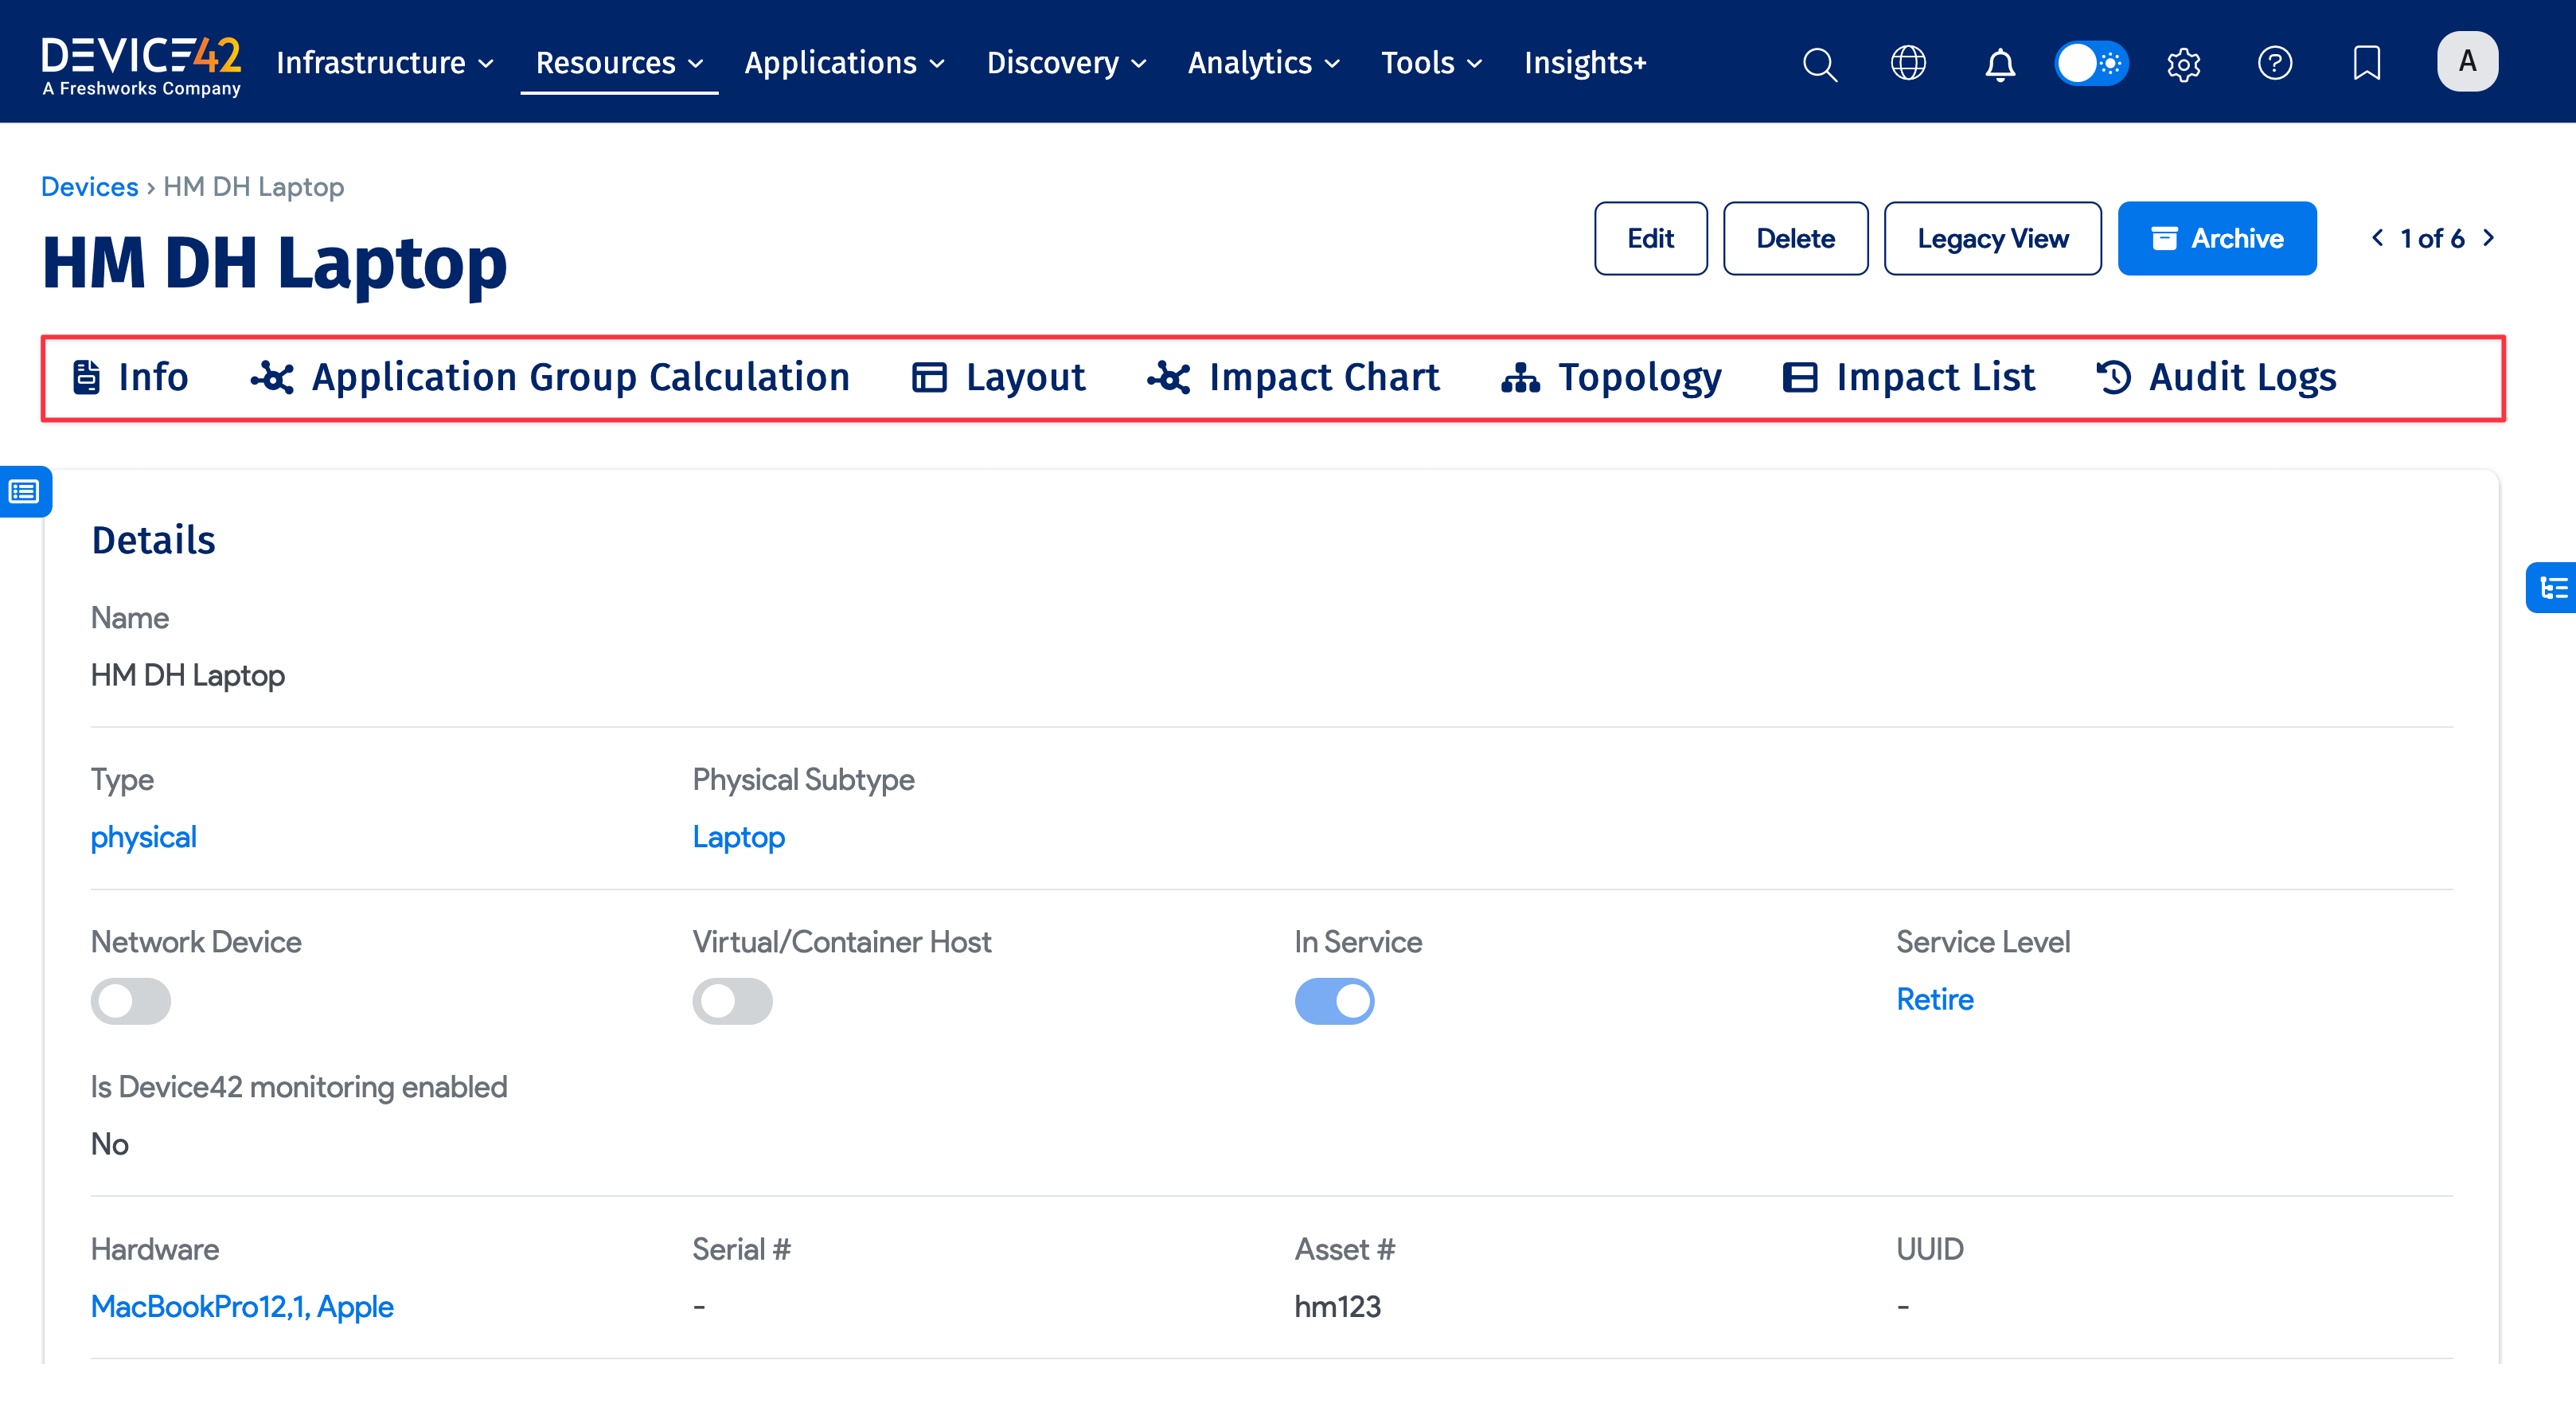 DEVICE42
A Freshworks Company
Infrastructure Resources Applications Discovery Analytics Tools Insights+ A
Devices › HM DH Laptop
HM DH Laptop
Edit Delete Legacy View Archive 1 of 6
Info Application Group Calculation Layout Impact Chart Topology Impact List Audit Logs
Details
Name
HM DH Laptop
Type Physical Subtype
physical Laptop
Network Device Virtual/Container Host In Service Service Level
Retire
Is Device42 monitoring enabled
No
Hardware Serial # Asset # UUID
MacBookPro12,1, Apple - hm123 -